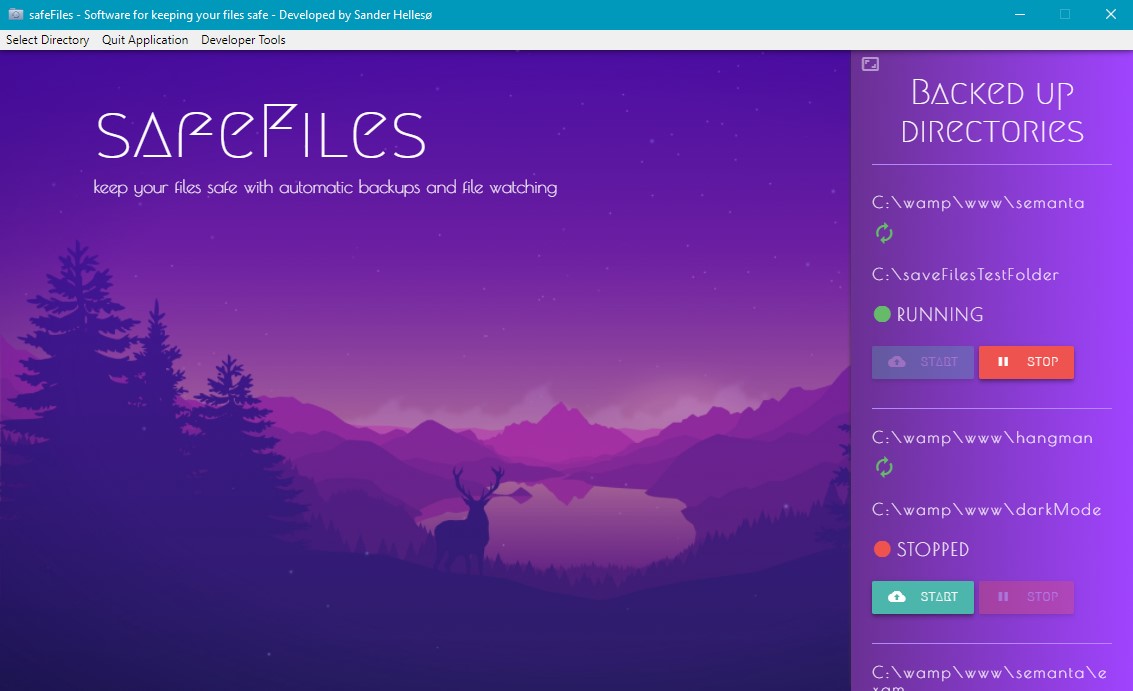 safeFiles - Software for keeping your files safe - Developed by Sander Hellesø
Select Directory Quit Application Developer Tools
safeFiles
keep your files safe with automatic backups and file watching
Backed up
directories
C:\wamp\www\semanta
C:\saveFilesTestFolder
RUNNING
START STOP
C:\wamp\www\hangman
C:\wamp\www\darkMode
STOPPED
START STOP
C:\wamp\www\semanta\e
xam